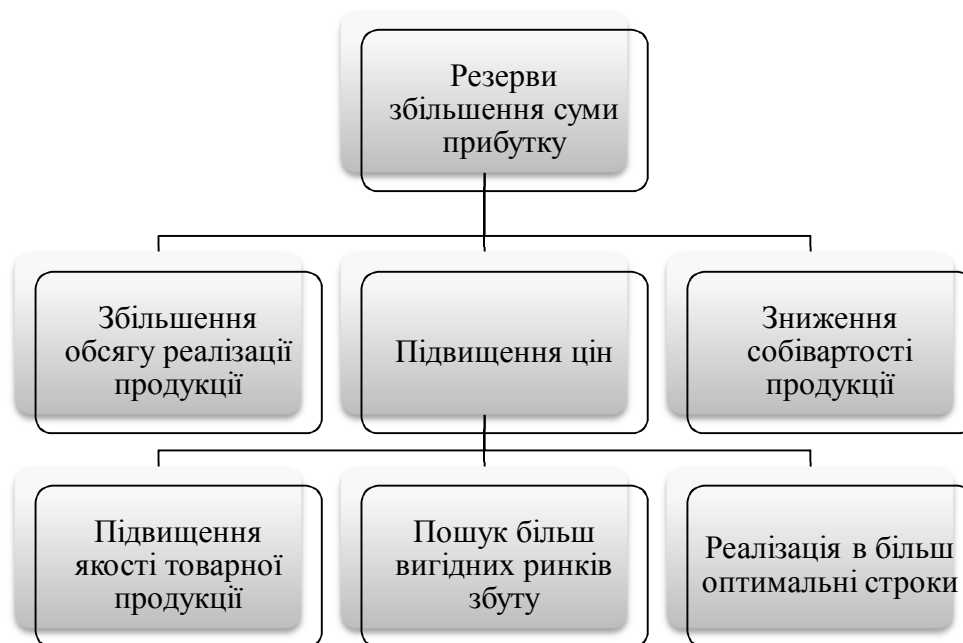 Резерви
збільшення суми
прибутку
Збільшення
обсягу реалізації
продукції
Підвищення цін
Зниження
собівартості
продукції
Підвищення
якості товарної
продукції
Пошук більш
вигідних ринків
збуту
Реалізація в більш
оптимальні строки